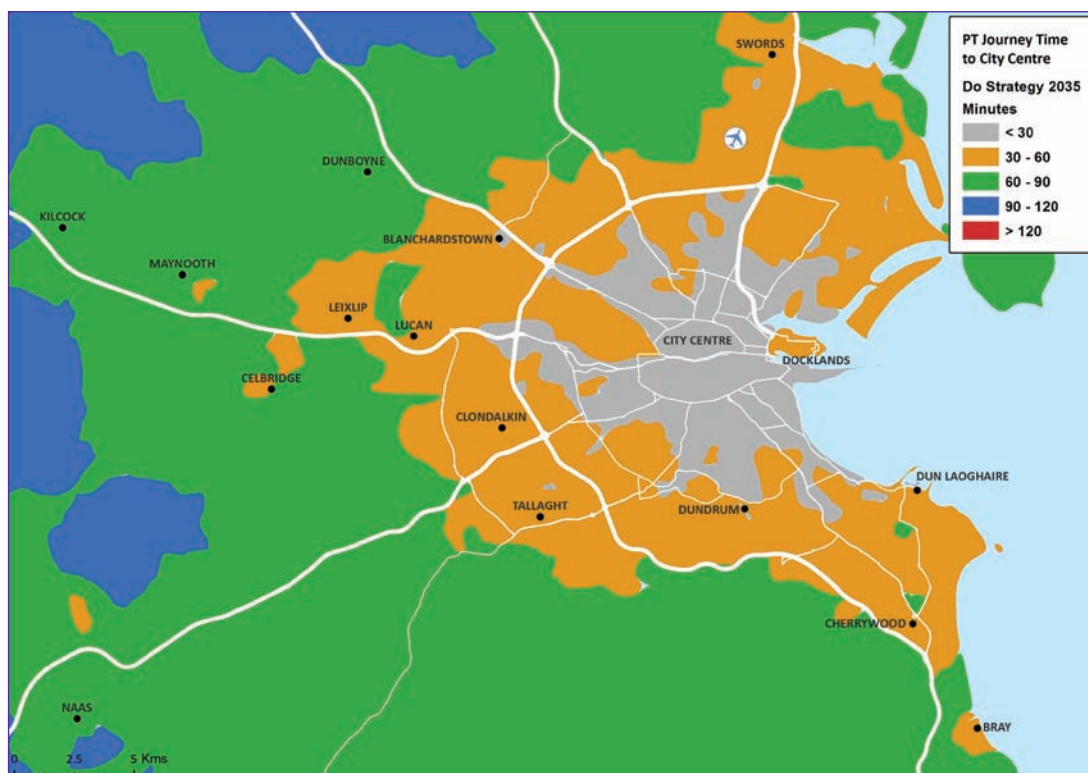 SWORDS
PT Journey Time
to City Centre
Do Strategy 2035
Minutes
< 30
30 - 60
60 - 90
90 - 120
> 120
DUNBOYNE
KILCOCK
BLANCHARDSTOWN
MAYNOOTH
LEIXLIP
LUCAN
CITY CENTRE
DOCKLANDS
CELBRIDGE
CLONDALKIN
DUN LAOGHAIRE
TALLAGHT
DUNDRUM
CHERRYWOOD
NAAS
BRAY
0 2.5 5 Kms